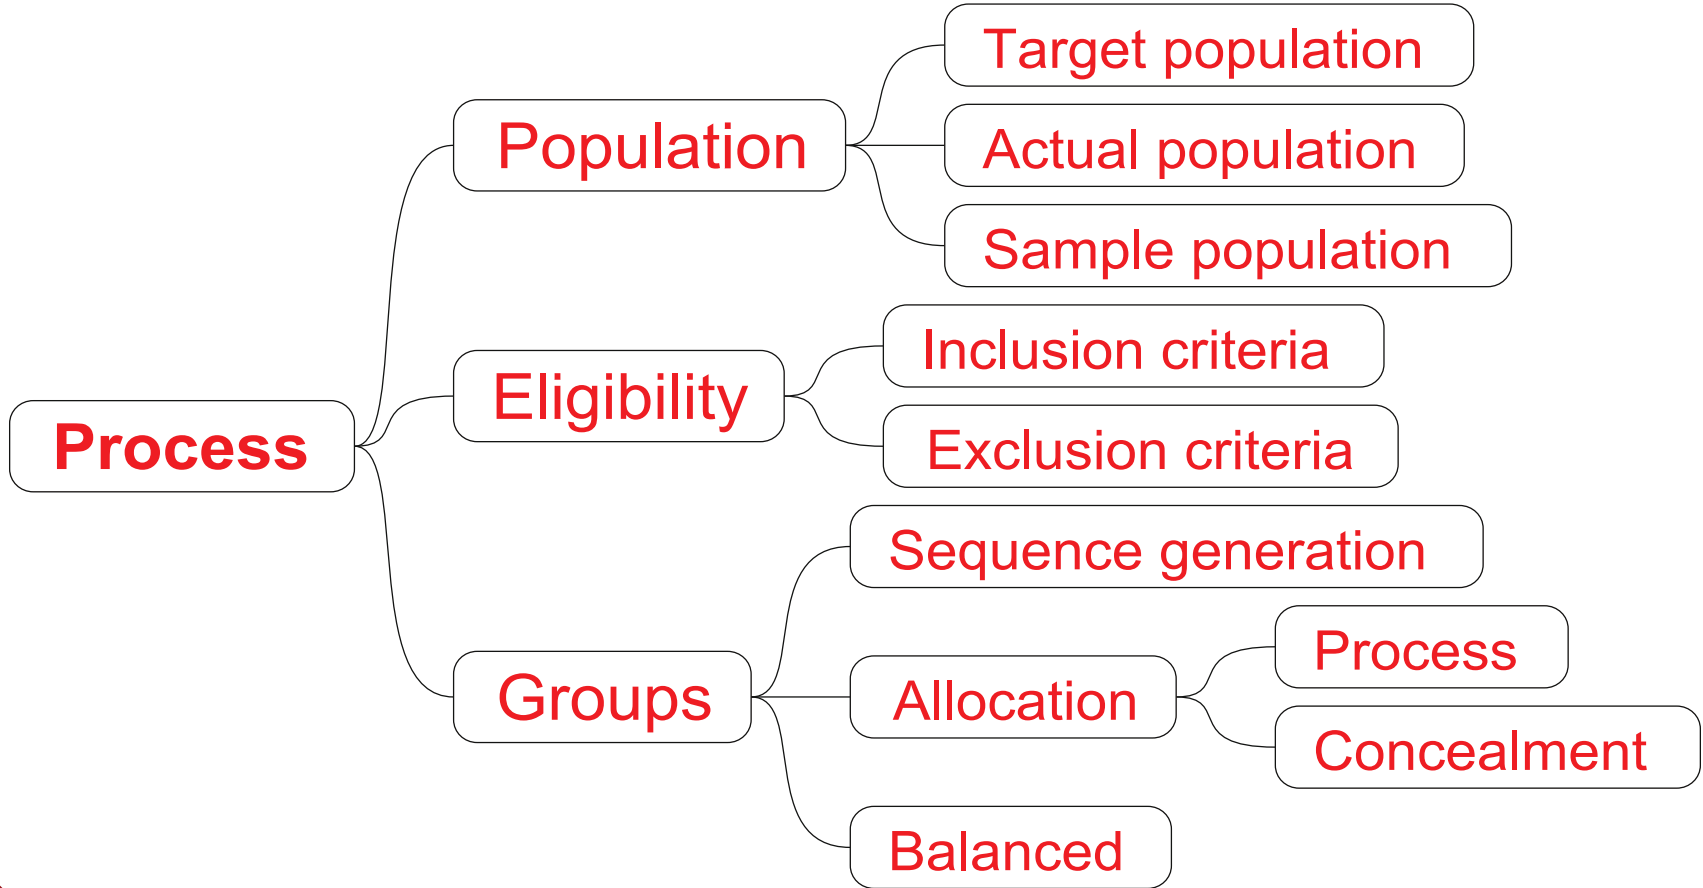 Process
Population
Target population
Actual population
Sample population
Eligibility
Inclusion criteria
Exclusion criteria
Groups
Sequence generation
Allocation
Process
Concealment
Balanced